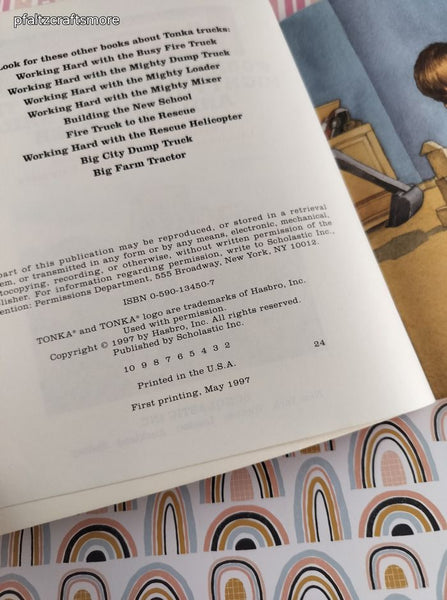 pfaltzcraftsmore
Look for these other books about Tonka trucks:
Working Hard with the Busy Fire Truck
Working Hard with the Mighty Dump Truck
Working Hard with the Mighty Loader
Working Hard with the Mighty Mixer
Building the New School
Fire Truck to the Rescue
Working Hard with the Rescue Helicopter
Big City Dump Truck
Big Farm Tractor
part of this publication may be reproduced, or stored in a retrieval
em, or transmitted in any form or by any means, electronic, mechanical,
otocopying, recording, or otherwise, without written permission of the
lisher. For information regarding permission, write to Scholastic Inc.,
ention: Permissions Department, 555 Broadway, New York, NY 10012.
ISBN 0-590-13450-7
TONKA® and TONKA® logo are trademarks of Hasbro, Inc.
Used with permission.
Copyright © 1997 by Hasbro, Inc. All rights reserved.
Published by Scholastic Inc.
10 9 8 7 6 5 4 3 2 24
Printed in the U.S.A.
First printing, May 1997